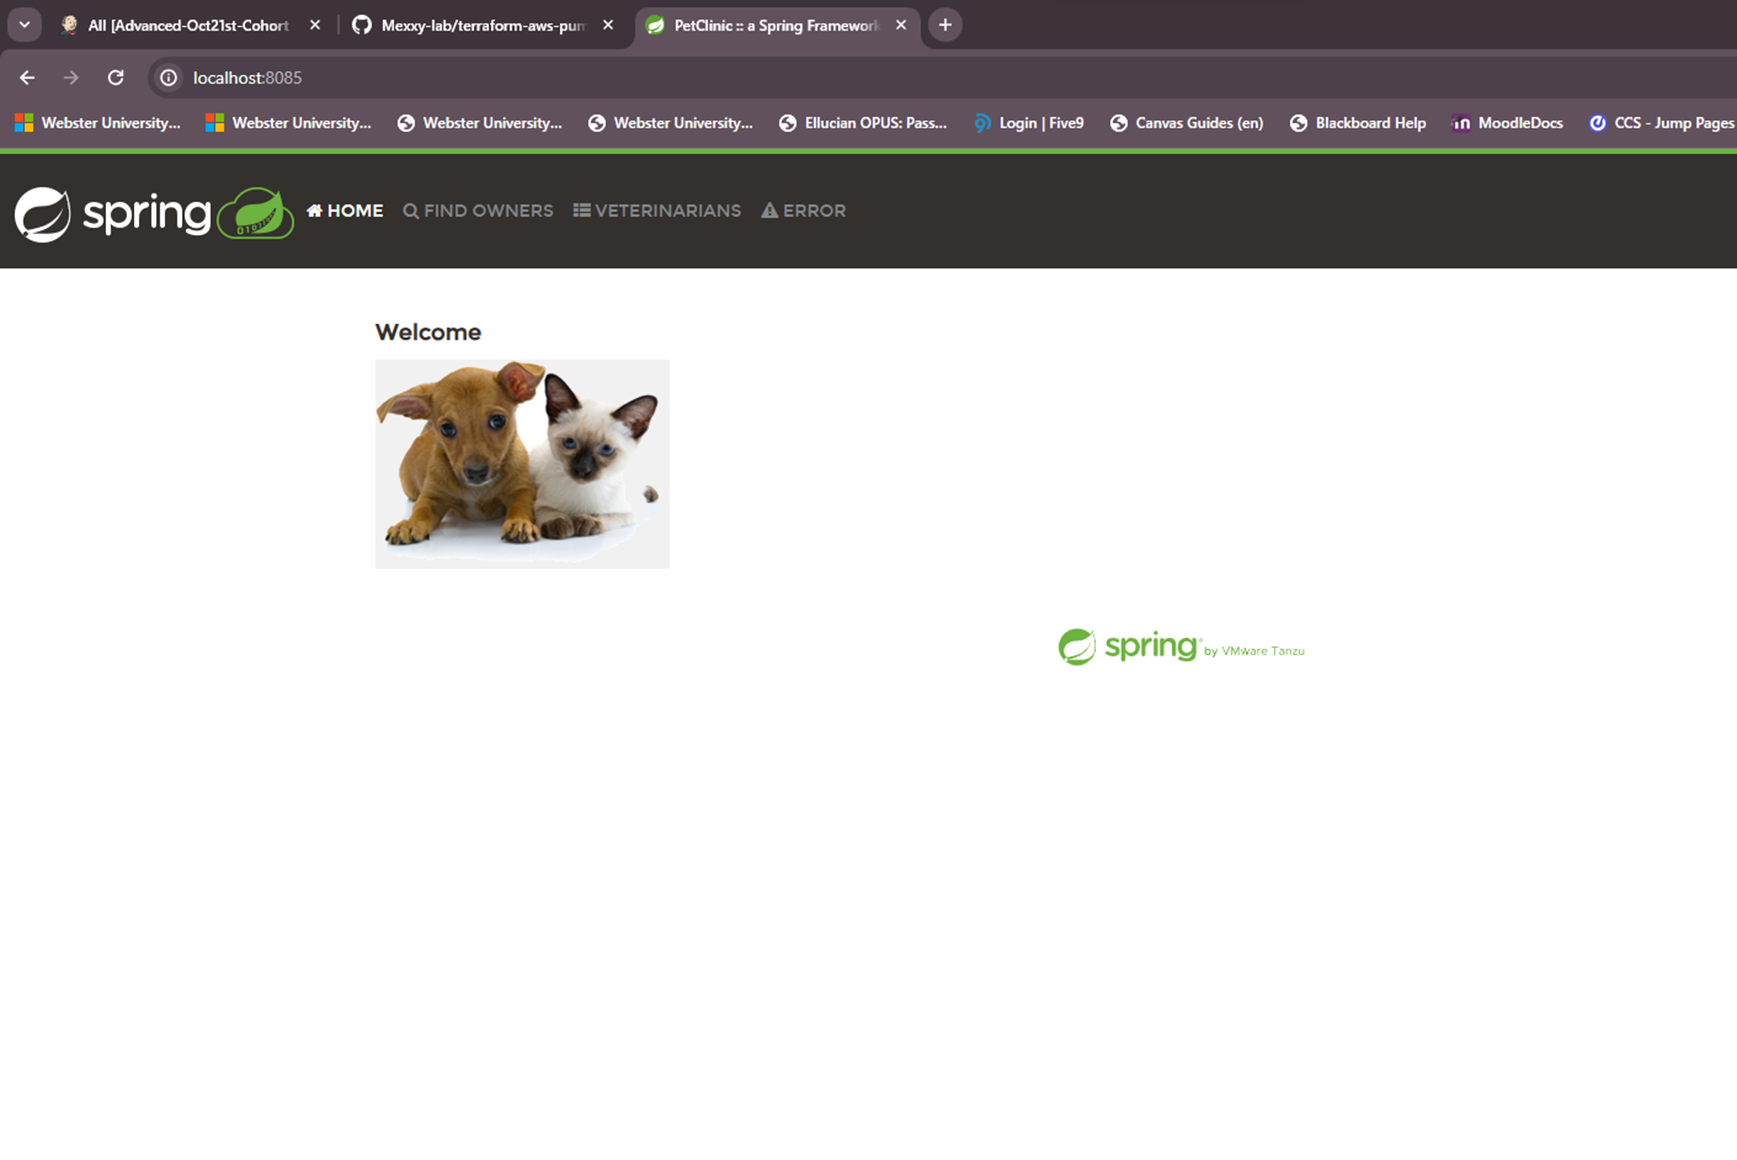 All [Advanced-Oct21st-Cohort
Mexxy-lab/terraform-aws-pum
PetClinic :: a Spring Framework
localhost:8085
Webster University... Webster University... Webster University... Webster University... Ellucian OPUS: Pass... Login | Five9 Canvas Guides (en) Blackboard Help MoodleDocs CCS - Jump Pages
spring HOME FIND OWNERS VETERINARIANS ERROR
Welcome
spring by VMware Tanzu